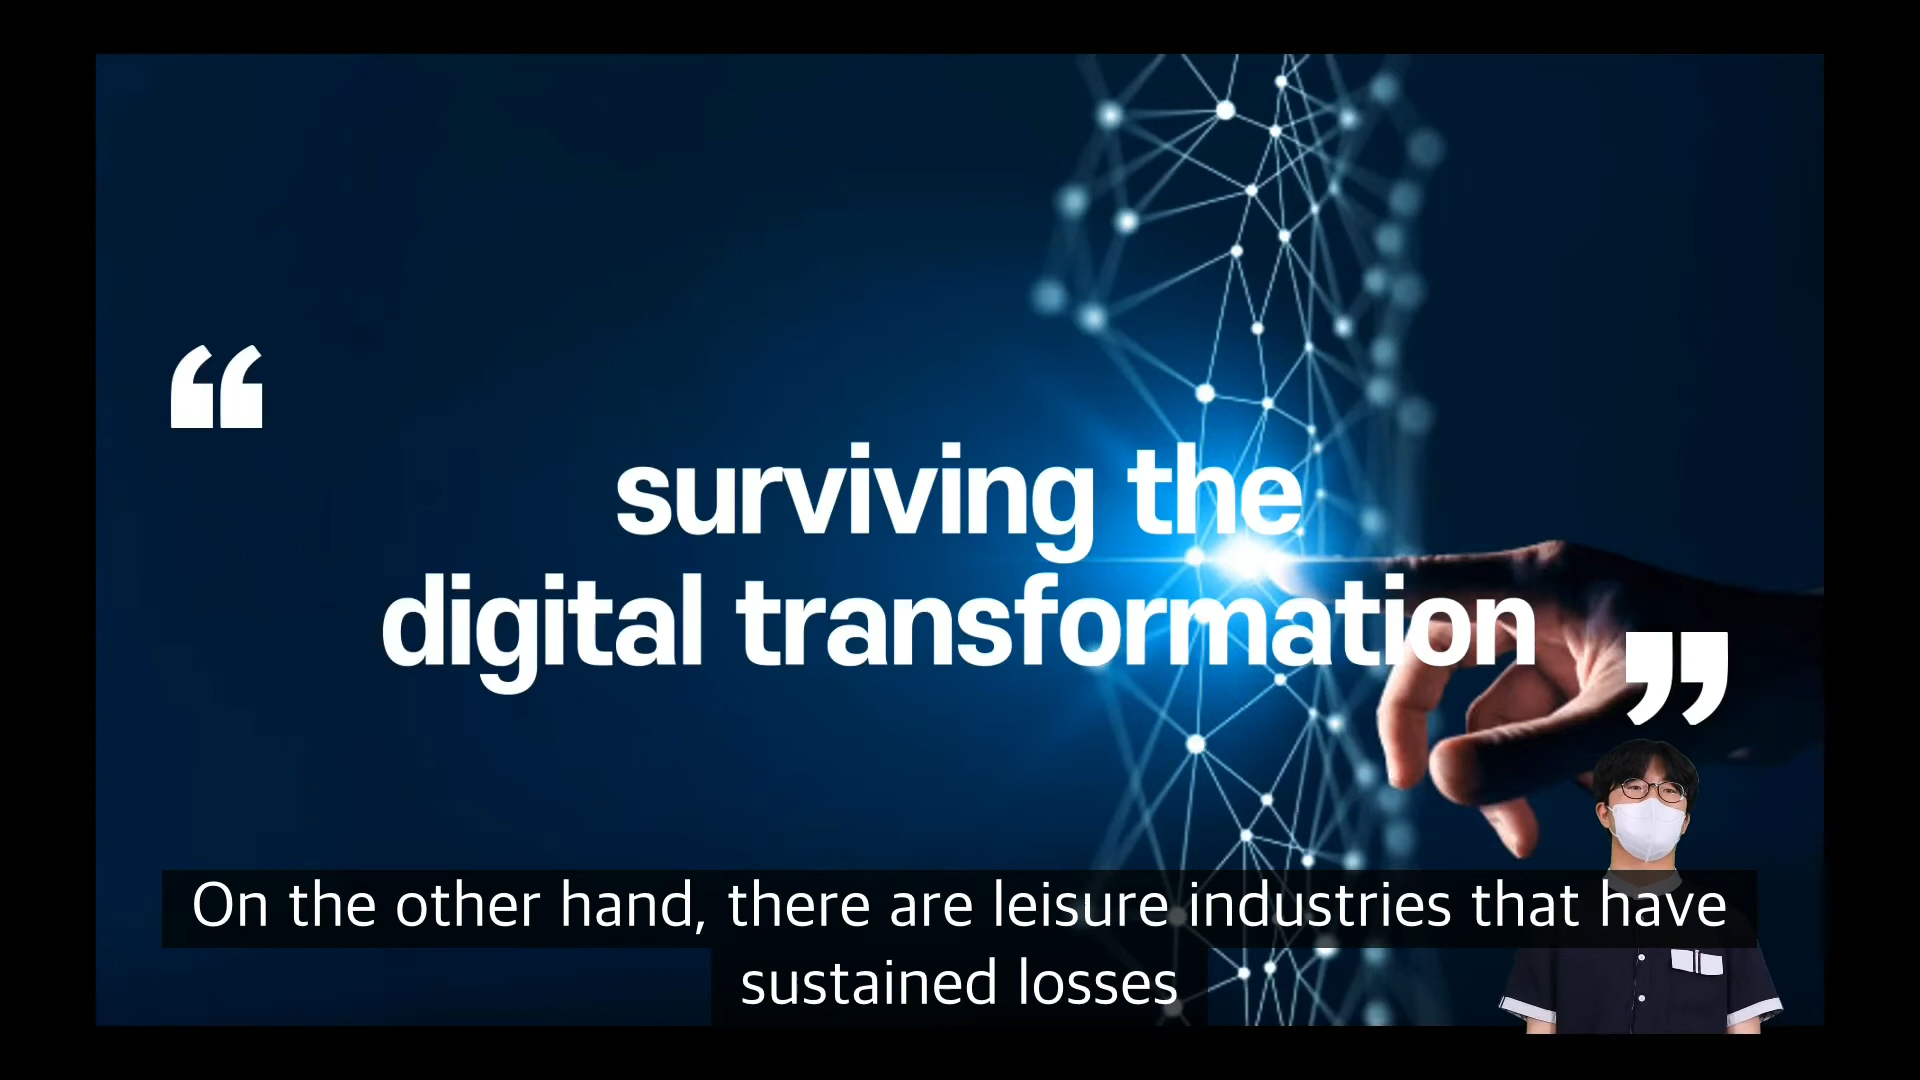 “
surviving the
digital transformation
”
On the other hand, there are leisure industries that have
sustained losses